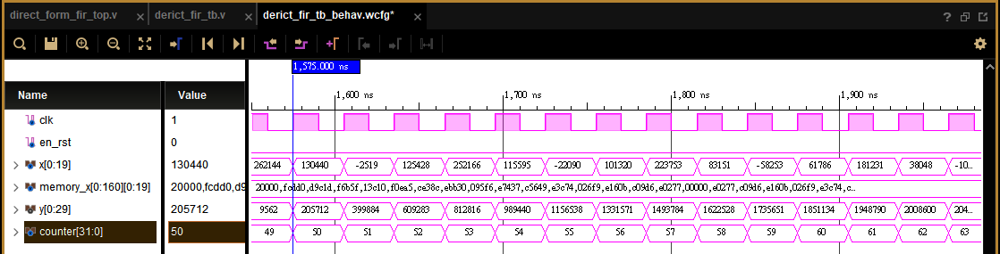 direct_form_fir_top.v × derict_fir_tb.v × derict_fir_tb_behav.wcfg* ×
?
1,575.000 ns
Name Value
1,600 ns 1,700 ns 1,800 ns 1,900 ns
clk 1
en_rst 0
x[0:19] 130440 262144 130440 -2519 125428 252166 115595 -22090 101320 223753 83151 -58253 61786 181231 38048 -10...
memory_x[0:160][0:19] 20000,fcdd0,d9 20000,fcdd0,d9c1d,f6b5f,13c10,f0ea5,ce38c,ebb30,095f6,e7437,c5649,e3c74,026f9,e160b,c09d6,e0277,00000,e0277,c09d6,e160b,026f9,e3c74,c...
y[0:29] 205712 9562 205712 399884 609283 812816 989440 1156538 1331571 1493784 1622528 1735651 1851134 1948790 2008600 204...
counter[31:0] 50 49 50 51 52 53 54 55 56 57 58 59 60 61 62 63